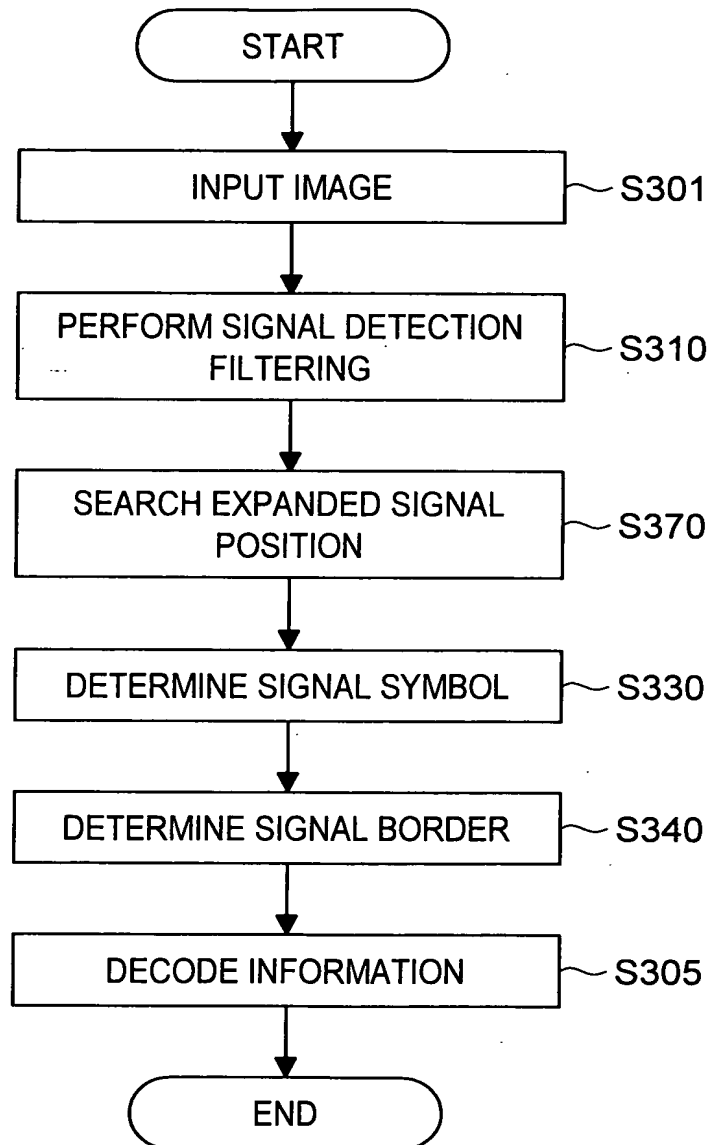 START
INPUT IMAGE
S301
PERFORM SIGNAL DETECTION
FILTERING
S310
SEARCH EXPANDED SIGNAL
POSITION
S370
DETERMINE SIGNAL SYMBOL
S330
DETERMINE SIGNAL BORDER
S340
DECODE INFORMATION
S305
END